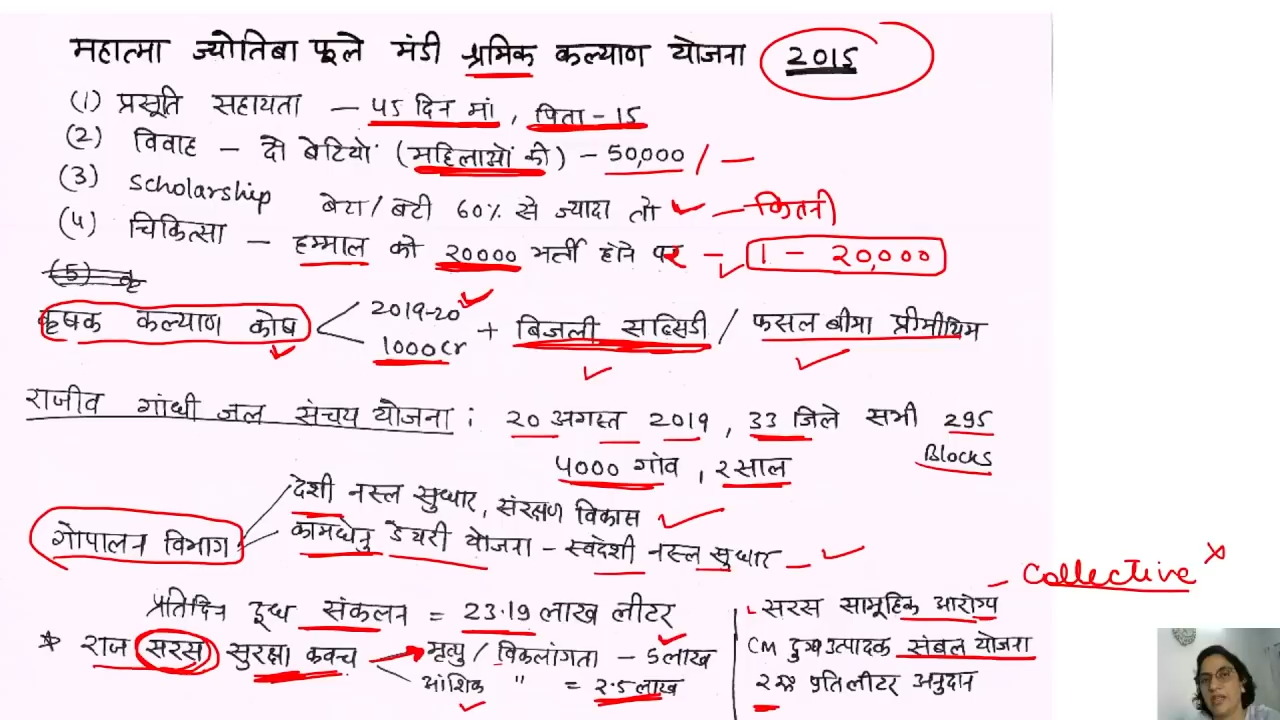 महात्मा ज्योतिबा फूले मंडी श्रमिक कल्याण योजना 2015
(1) प्रसूति सहायता – 45 दिन मां, पिता – 15
(2) विवाह – दो बेटियों (महिलाओं की) – 50,000/–
(3) Scholarship बेटा/बेटी 60% से ज्यादा तो – कितनी
(4) चिकित्सा – हम्माल को 20000 भर्ती होने पर – 1 – 20,000
(5)
कृषक कल्याण कोष 2019-20 + बिजली सब्सिडी / फसल बीमा प्रीमियम
1000 Cr
राजीव गांधी जल संचय योजना : 20 अगस्त 2019, 33 जिले सभी 295 Blocks
4000 गांव, 2 साल
गोपालन विभाग
देशी नस्ल सुधार, संरक्षण विकास
कामधेनु डेयरी योजना – स्वदेशी नस्ल सुधार –
प्रतिदिन दूध संकलन = 23.19 लाख लीटर
* राज सरस सुरक्षा कवच मृत्यु / विकलांगता – 5 लाख
आंशिक " = 2.5 लाख
सरस सामूहिक आरोग्य – Collective
CM दुग्ध उत्पादक संबल योजना
2 रू प्रति लीटर अनुदान